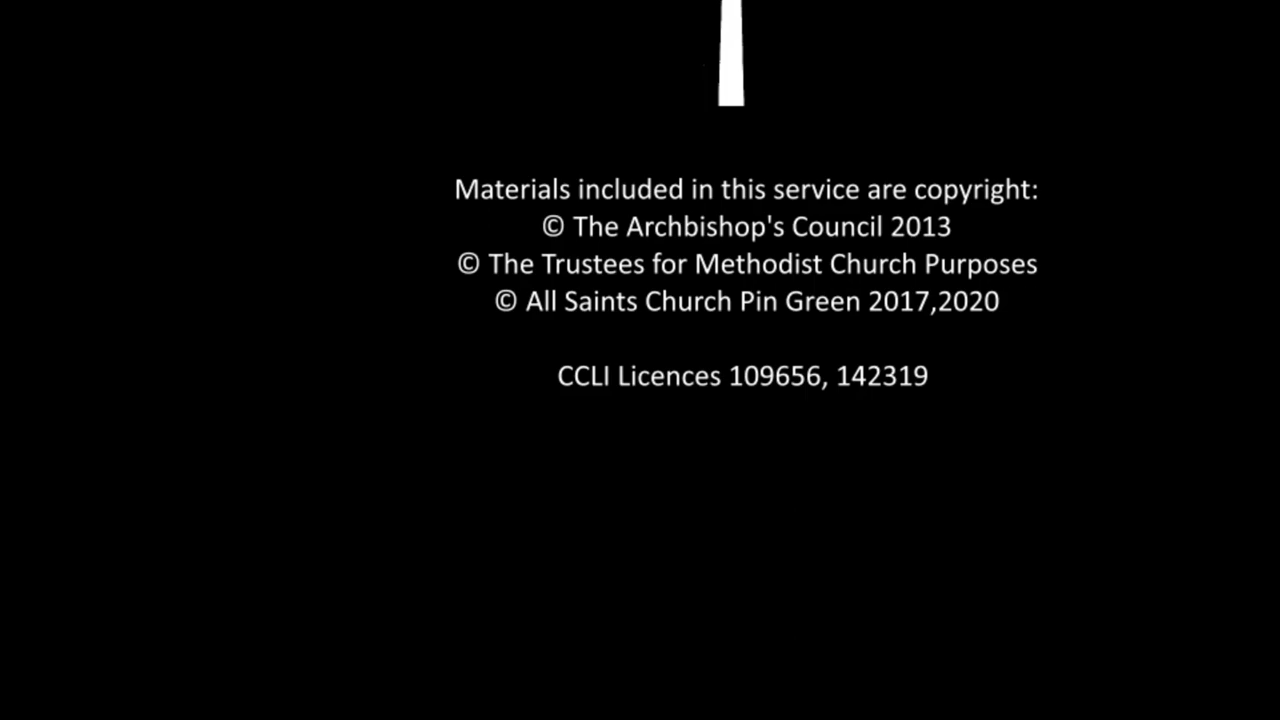 Materials included in this service are copyright:
© The Archbishop's Council 2013
© The Trustees for Methodist Church Purposes
© All Saints Church Pin Green 2017,2020
CCLI Licences 109656, 142319